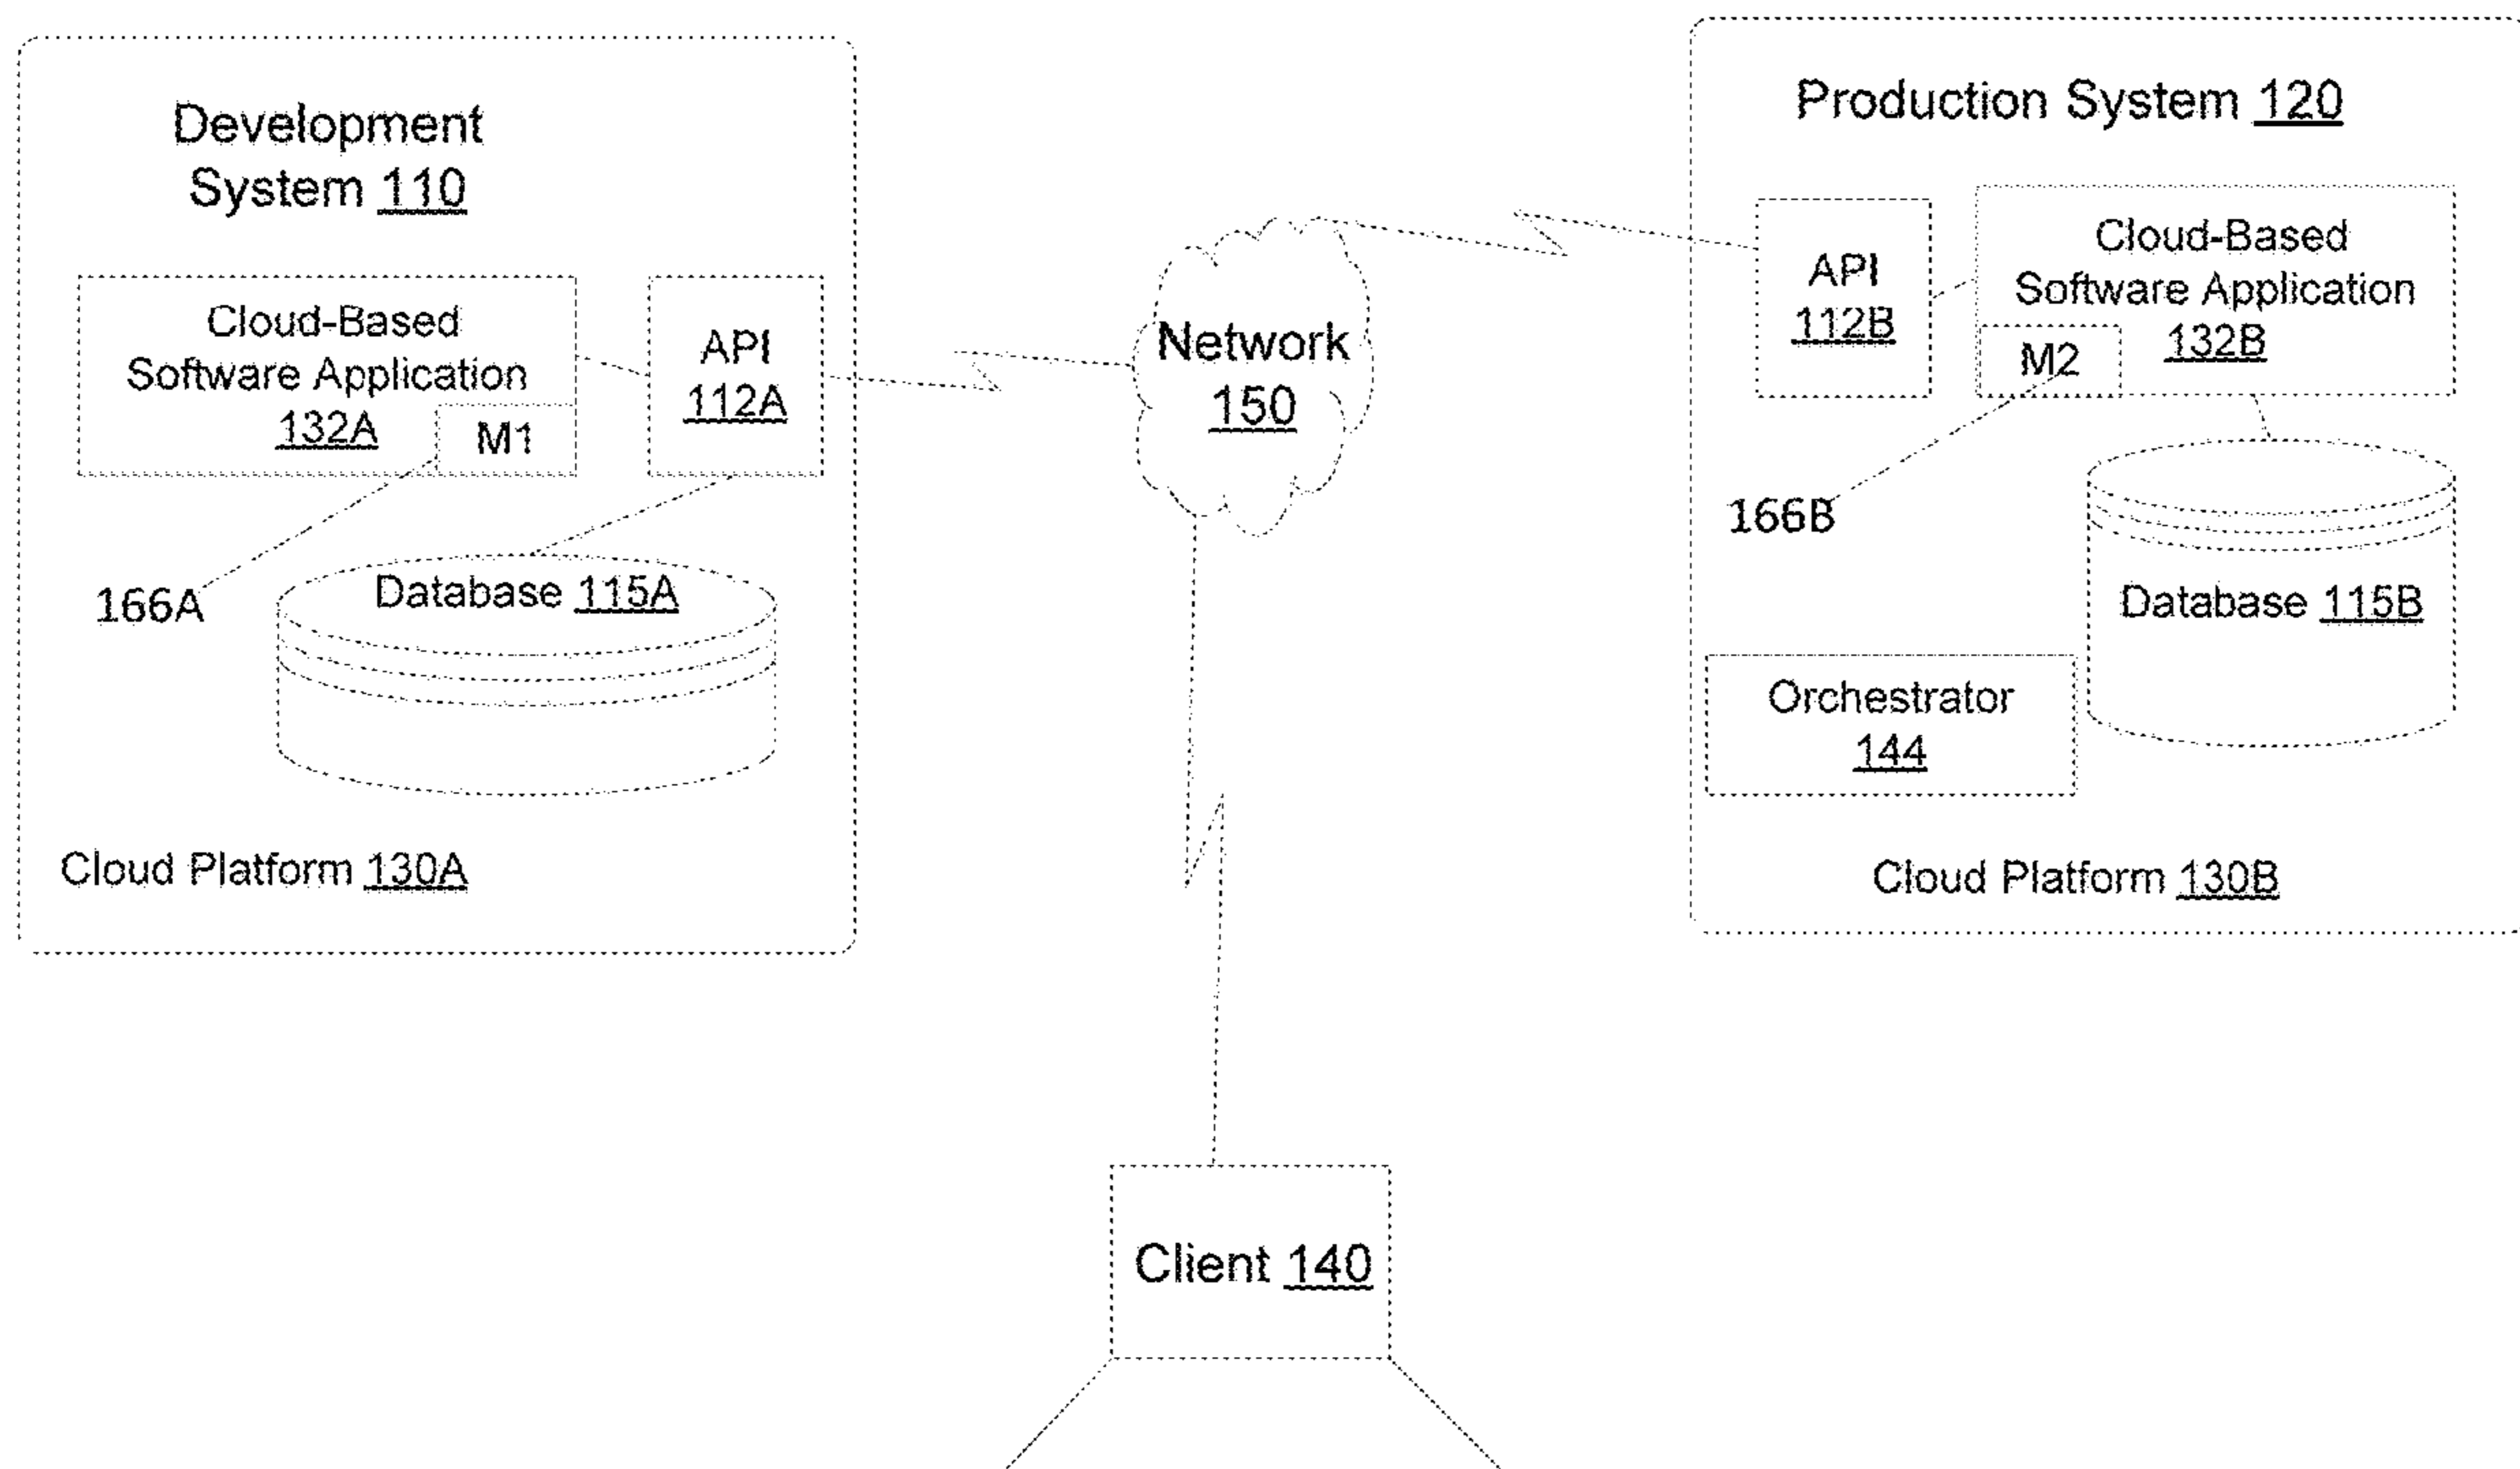 Development
System 110
Cloud-Based
Software Application
132A
M1
API
112A
166A
Database 115A
Cloud Platform 130A
Network
150
Production System 120
API
112B
Cloud-Based
Software Application
132B
M2
166B
Database 115B
Orchestrator
144
Cloud Platform 130B
Client 140